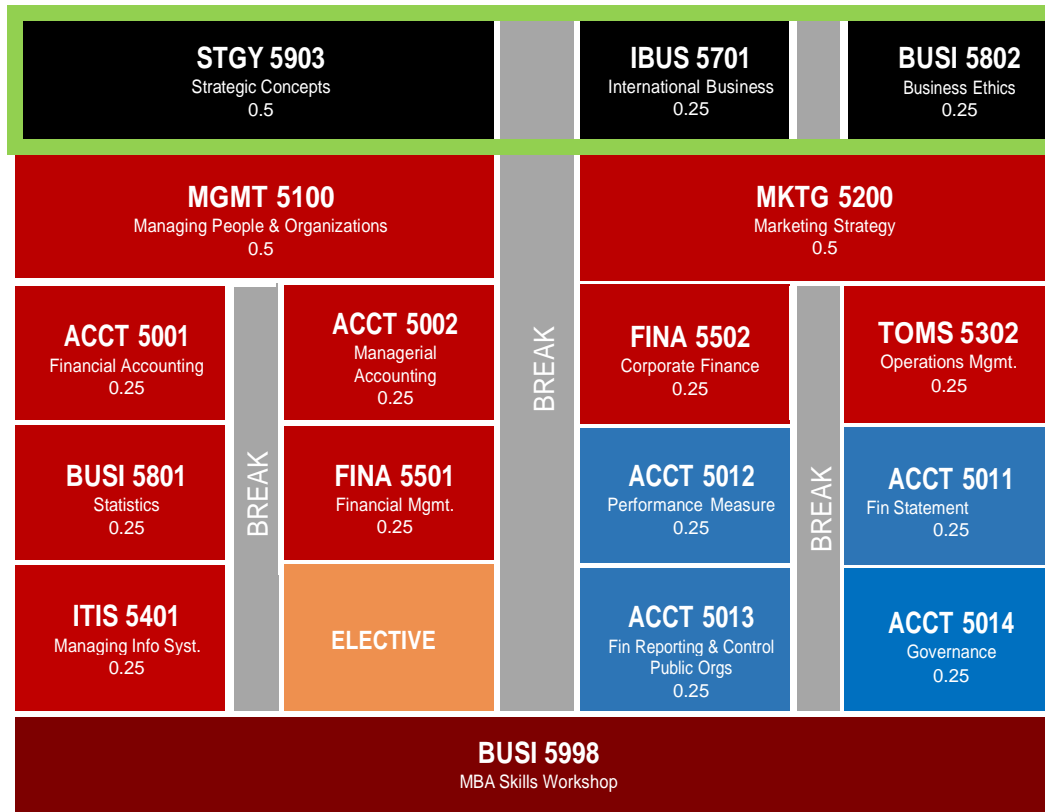 STGY 5903
Strategic Concepts
0.5
IBUS 5701
International Business
0.25
BUSI 5802
Business Ethics
0.25
MGMT 5100
Managing People & Organizations
0.5
MKTG 5200
Marketing Strategy
0.5
ACCT 5001
Financial Accounting
0.25
BREAK
ACCT 5002
Managerial
Accounting
0.25
BREAK
FINA 5502
Corporate Finance
0.25
BREAK
TOMS 5302
Operations Mgmt.
0.25
BUSI 5801
Statistics
0.25
FINA 5501
Financial Mgmt.
0.25
ACCT 5012
Performance Measure
0.25
ACCT 5011
Fin Statement
0.25
ITIS 5401
Managing Info Syst.
0.25
ELECTIVE
ACCT 5013
Fin Reporting & Control
Public Orgs
0.25
ACCT 5014
Governance
0.25
BUSI 5998
MBA Skills Workshop